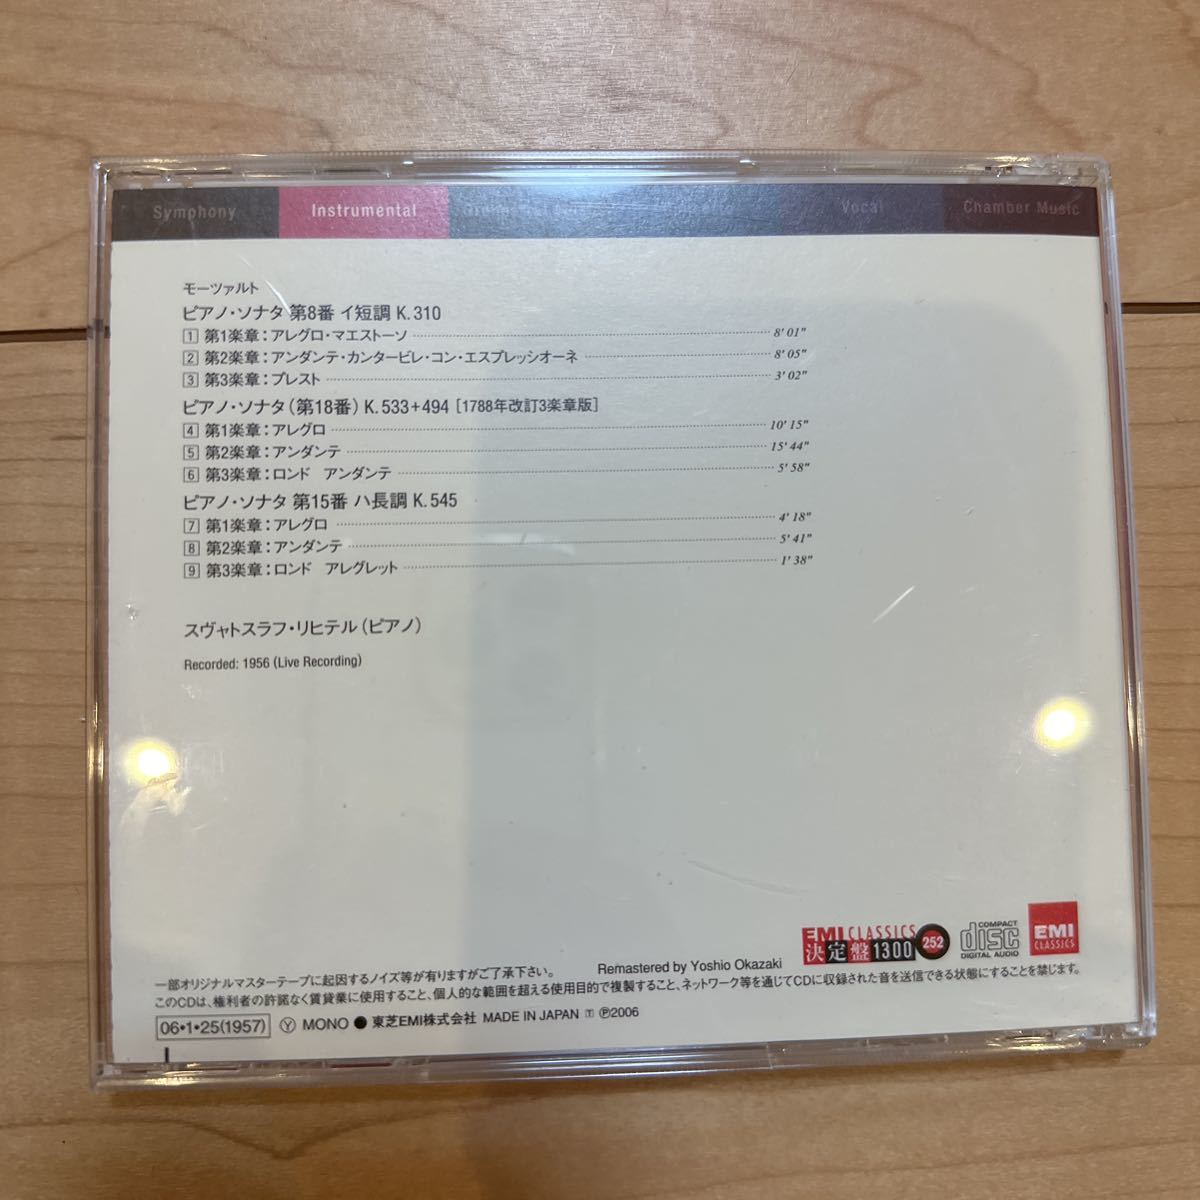 Symphony Instrumental Vocal Chamber Music
モーツァルト
ピアノ・ソナタ 第8番 イ短調 K.310
1 第1楽章：アレグロ・マエストーソ 8' 01"
2 第2楽章：アンダンテ・カンタービレ・コン・エスプレッシオーネ 8' 05"
3 第3楽章：プレスト 3' 02"
ピアノ・ソナタ（第18番）K.533+494［1788年改訂3楽章版］
4 第1楽章：アレグロ 10' 15"
5 第2楽章：アンダンテ 15' 44"
6 第3楽章：ロンド アンダンテ 5' 58"
ピアノ・ソナタ 第15番 ハ長調 K.545
7 第1楽章：アレグロ 4' 18"
8 第2楽章：アンダンテ 5' 41"
9 第3楽章：ロンド アレグレット 1' 38"
スヴャトスラフ・リヒテル（ピアノ）
Recorded: 1956 (Live Recording)
EMI CLASSICS
決定盤 1300 252
COMPACT
disc
DIGITAL AUDIO
EMI
CLASSICS
一部オリジナルマスターテープに起因するノイズ等が有りますがご了承下さい。 Remastered by Yoshio Okazaki
このCDは、権利者の許諾なく賃貸業に使用すること、個人的な範囲を超える使用目的で複製すること、ネットワーク等を通じてCDに収録された音を送信できる状態にすることを禁じます。
06•1•25(1957) Ⓨ MONO ● 東芝EMI株式会社 MADE IN JAPAN 🅃 ℗2006